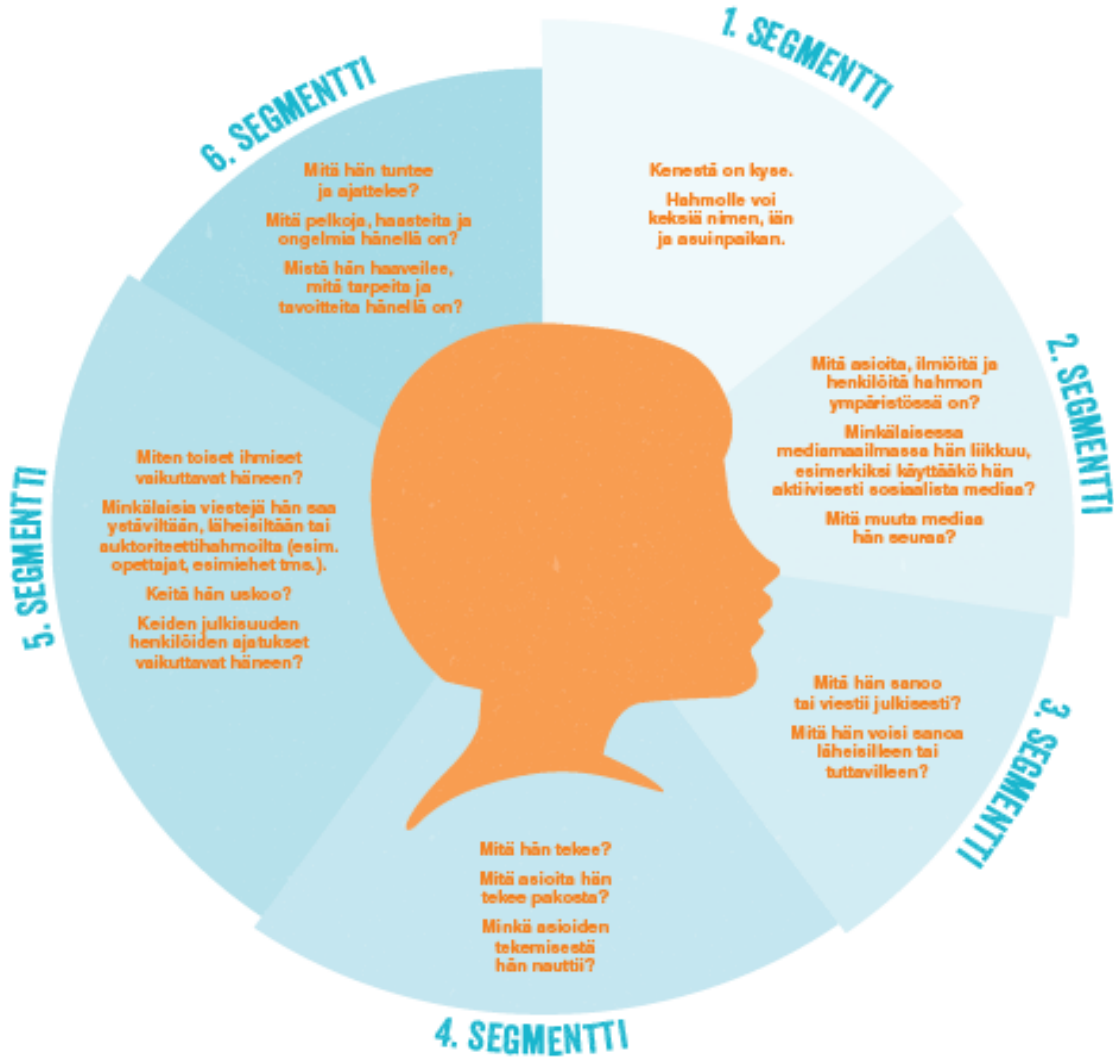 1. SEGMENTTI
Kenestä on kyse.
Hahmolle voi
keksiä nimen, iän
ja asuinpaikan.
2. SEGMENTTI
Mitä asioita, ilmiöitä ja
henkilöitä hahmon
ympäristössä on?
Minkälaisessa
mediamaailmassa hän liikkuu,
esimerkiksi käyttääkö hän
aktiivisesti sosiaalista mediaa?
Mitä muuta mediaa
hän seuraa?
3. SEGMENTTI
Mitä hän sanoo
tai viestii julkisesti?
Mitä hän voisi sanoa
läheisilleen tai
tuttavilleen?
4. SEGMENTTI
Mitä hän tekee?
Mitä asioita hän
tekee pakosta?
Minkä asioiden
tekemisestä
hän nauttii?
5. SEGMENTTI
Miten toiset ihmiset
vaikuttavat häneen?
Minkälaisia viestejä hän saa
ystäviltään, läheisiltään tai
auktoriteettihahmoilta (esim.
opettajat, esimiehet tms.).
Keitä hän uskoo?
Keiden julkisuuden
henkilöiden ajatukset
vaikuttavat häneen?
6. SEGMENTTI
Mitä hän tuntee
ja ajattelee?
Mitä pelkoja, haasteita ja
ongelmia hänellä on?
Mistä hän haaveilee,
mitä tarpeita ja
tavoitteita hänellä on?